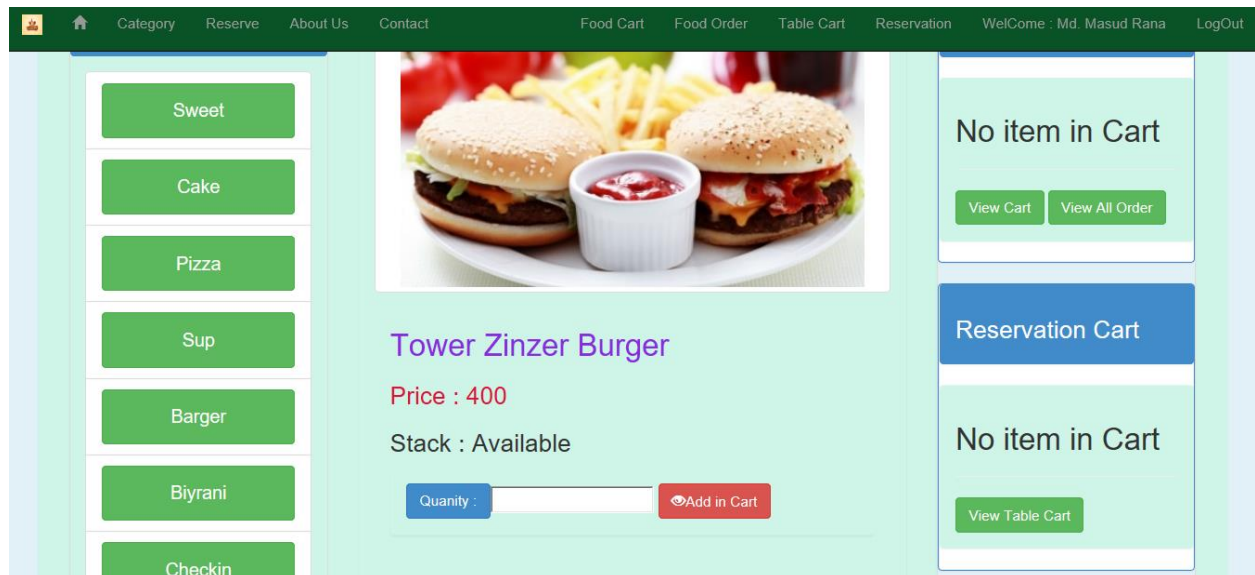 Category Reserve About Us Contact Food Cart Food Order Table Cart Reservation WelCome : Md. Masud Rana LogOut
Sweet
Cake
Pizza
Sup
Barger
Biyrani
Checkin
Tower Zinzer Burger
Price : 400
Stack : Available
Quanity :
Add in Cart
No item in Cart
View Cart View All Order
Reservation Cart
No item in Cart
View Table Cart